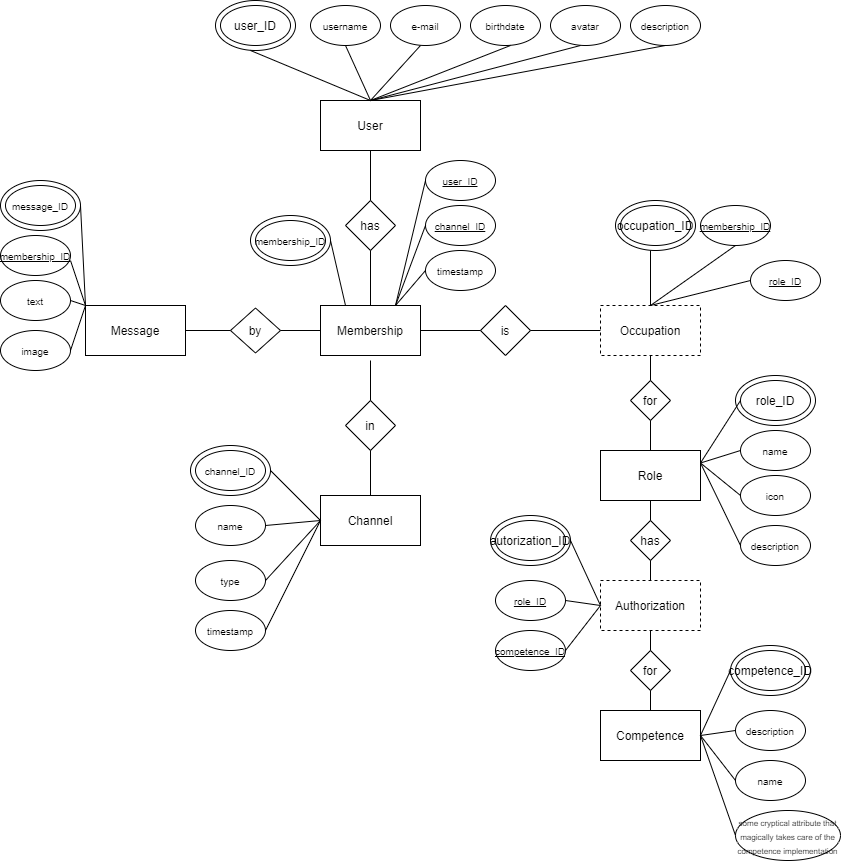 user_ID
username
e-mail
birthdate
avatar
description
User
has
user_ID
channel_ID
timestamp
membership_ID
message_ID
membership_ID
text
image
Message
by
Membership
is
occupation_ID
membership_ID
role_ID
Occupation
for
in
channel_ID
name
type
timestamp
Channel
role_ID
name
icon
description
Role
has
autorization_ID
role_ID
competence_ID
Authorization
for
competence_ID
description
name
Competence
some cryptical attribute that
magically takes care of the
competence implementation